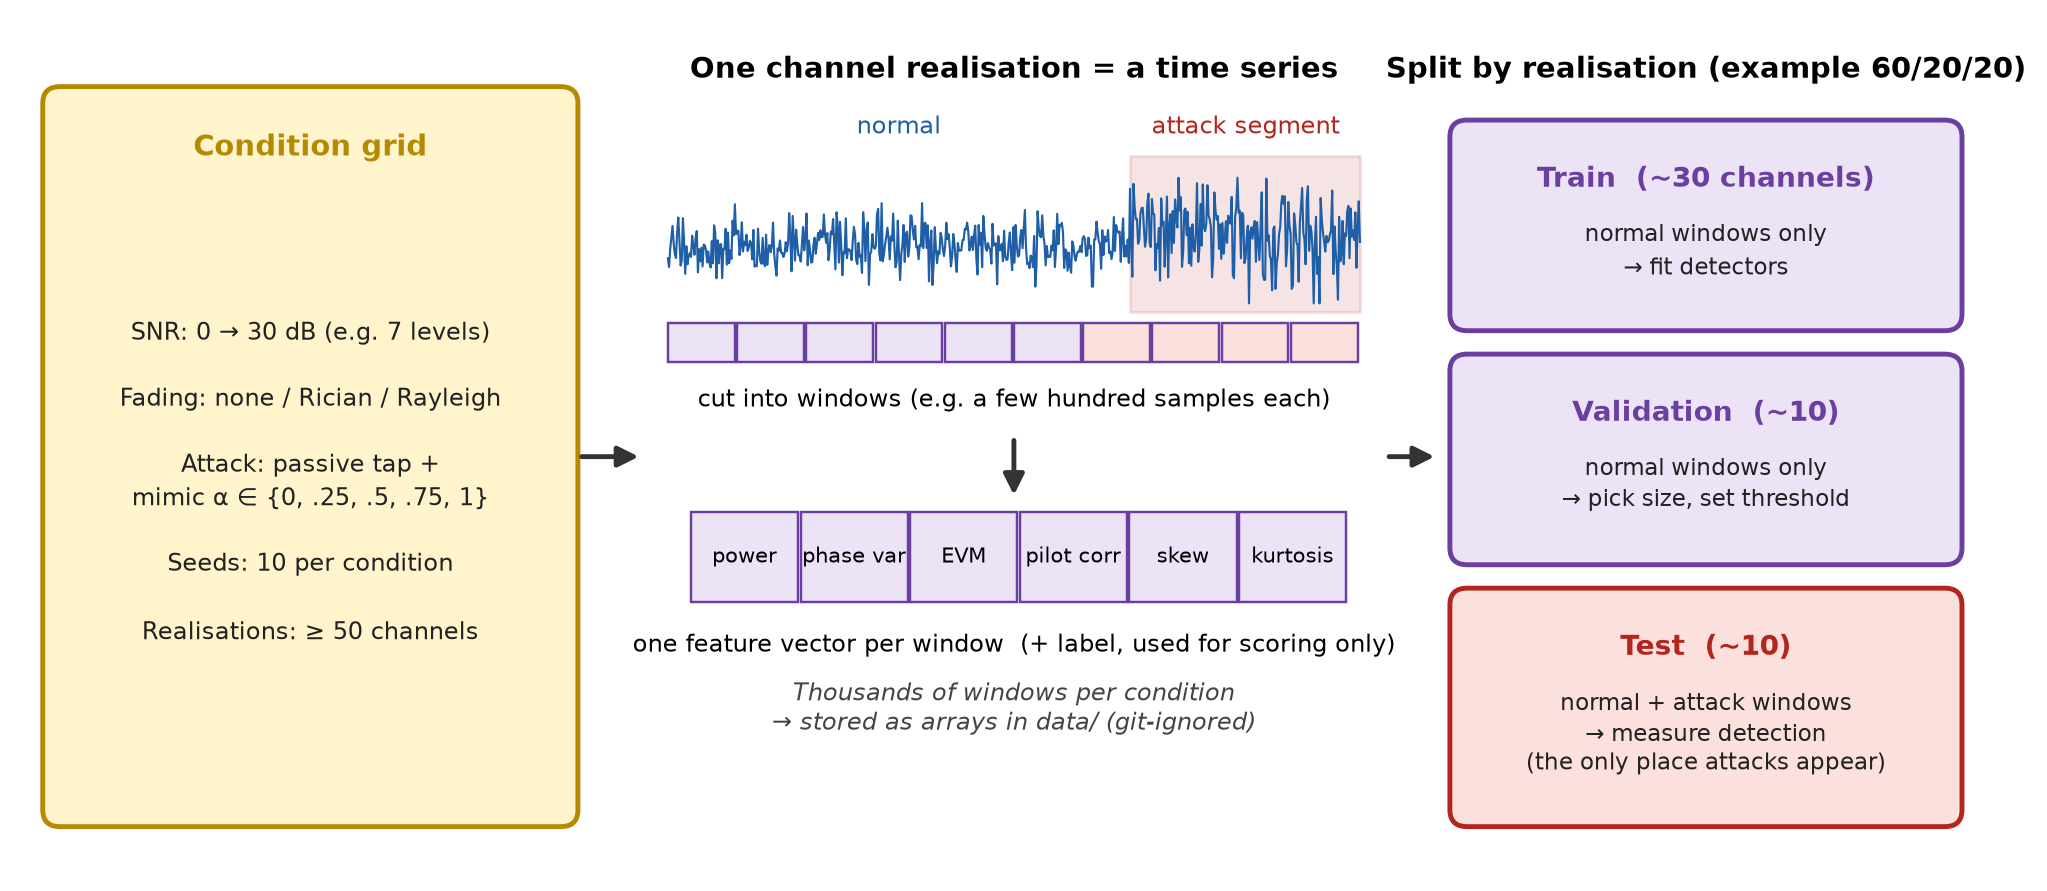 Condition grid
SNR: 0 → 30 dB (e.g. 7 levels)
Fading: none / Rician / Rayleigh
Attack: passive tap +
mimic α ∈ {0, .25, .5, .75, 1}
Seeds: 10 per condition
Realisations: ≥ 50 channels
One channel realisation = a time series
normal
attack segment
cut into windows (e.g. a few hundred samples each)
power
phase var
EVM
pilot corr
skew
kurtosis
one feature vector per window (+ label, used for scoring only)
Thousands of windows per condition
→ stored as arrays in data/ (git-ignored)
Split by realisation (example 60/20/20)
Train (~30 channels)
normal windows only
→ fit detectors
Validation (~10)
normal windows only
→ pick size, set threshold
Test (~10)
normal + attack windows
→ measure detection
(the only place attacks appear)